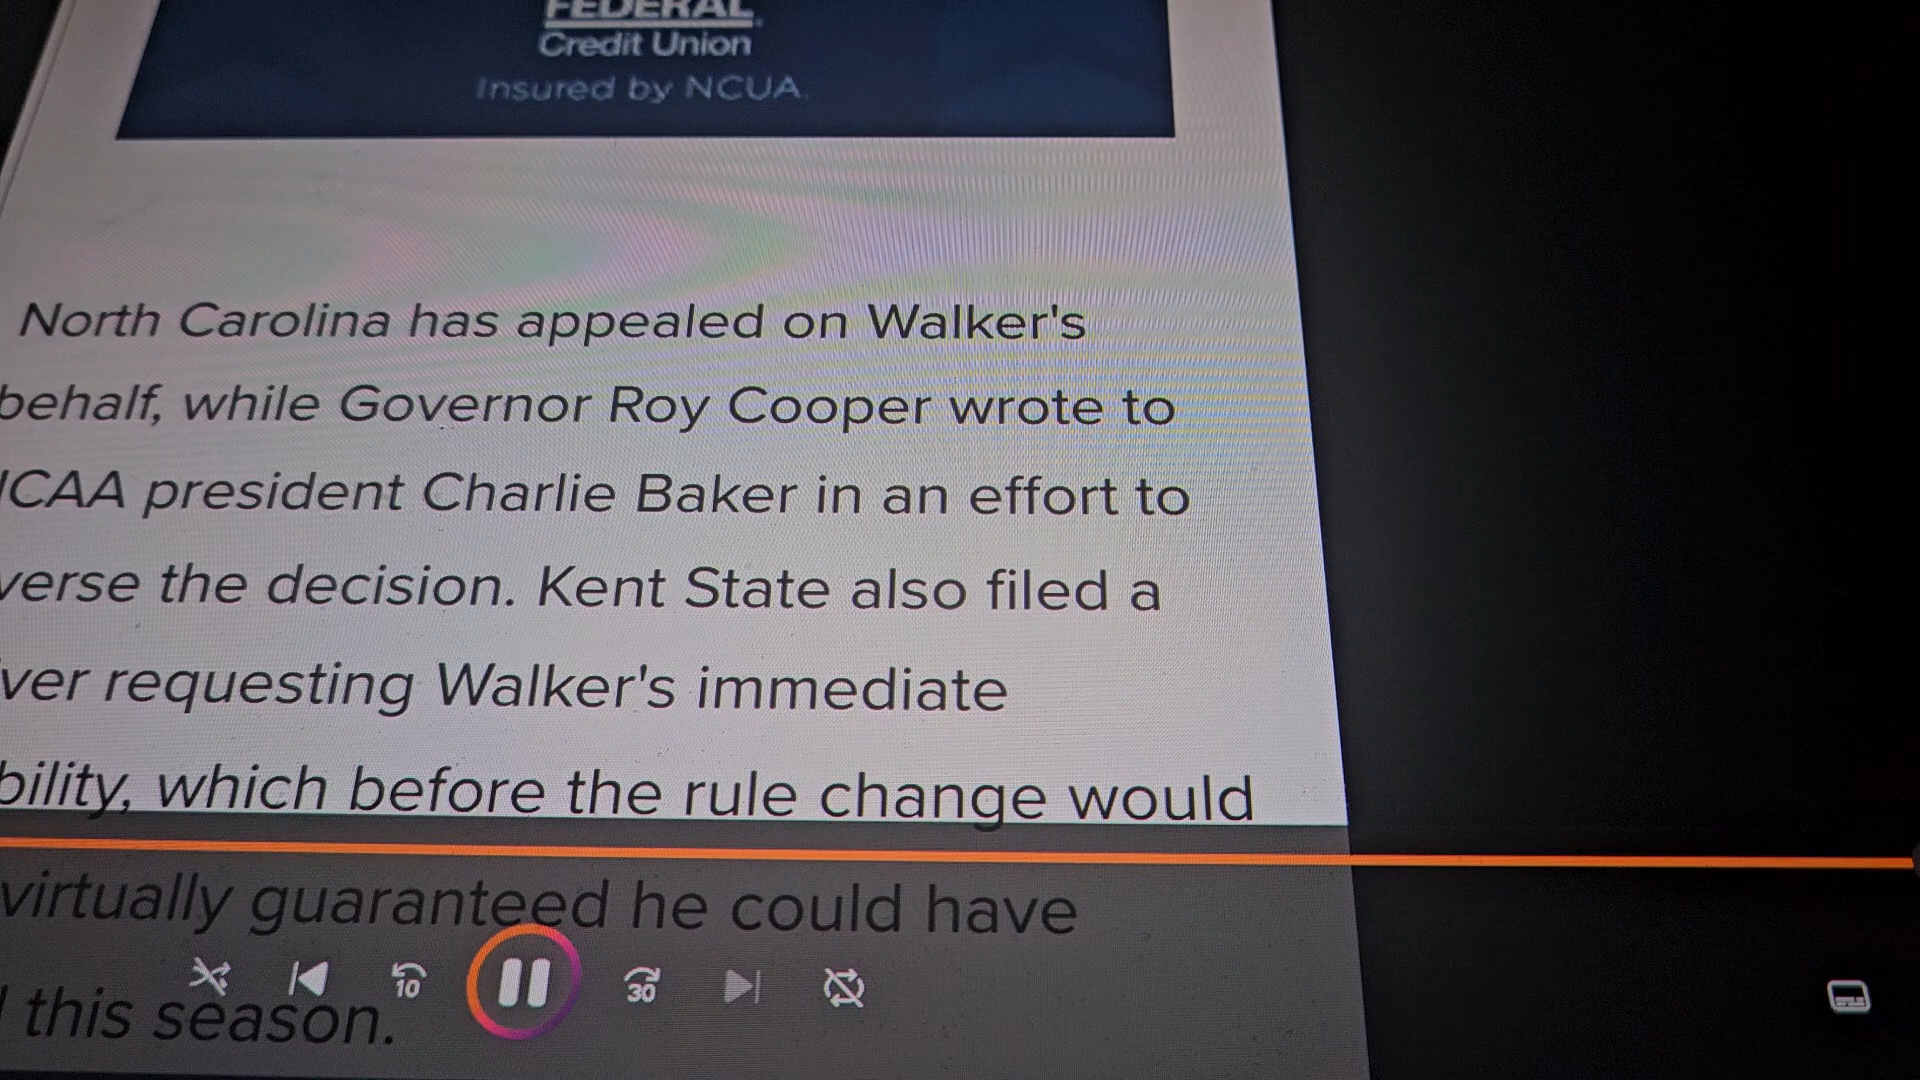 FEDERAL
Credit Union
Insured by NCUA.
North Carolina has appealed on Walker's
behalf, while Governor Roy Cooper wrote to
CAA president Charlie Baker in an effort to
verse the decision. Kent State also filed a
ver requesting Walker's immediate
bility, which before the rule change would
virtually guaranteed he could have
this season.
10
30